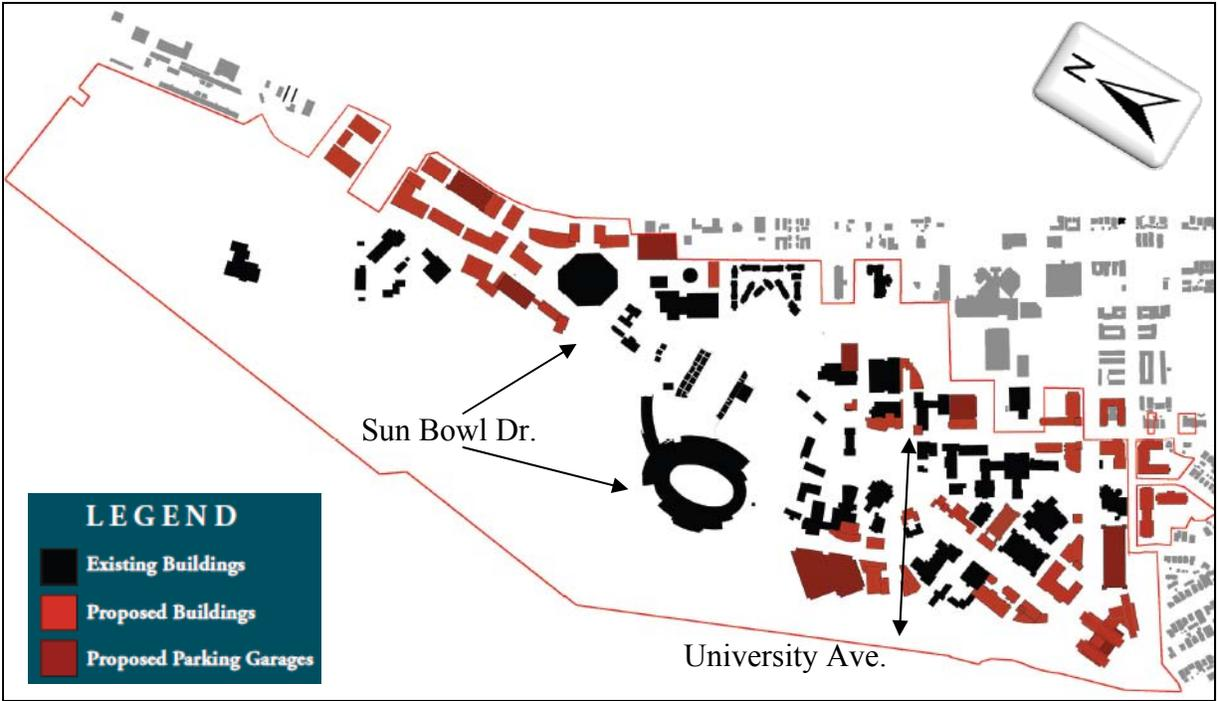 N
Sun Bowl Dr.
University Ave.
LEGEND
Existing Buildings
Proposed Buildings
Proposed Parking Garages